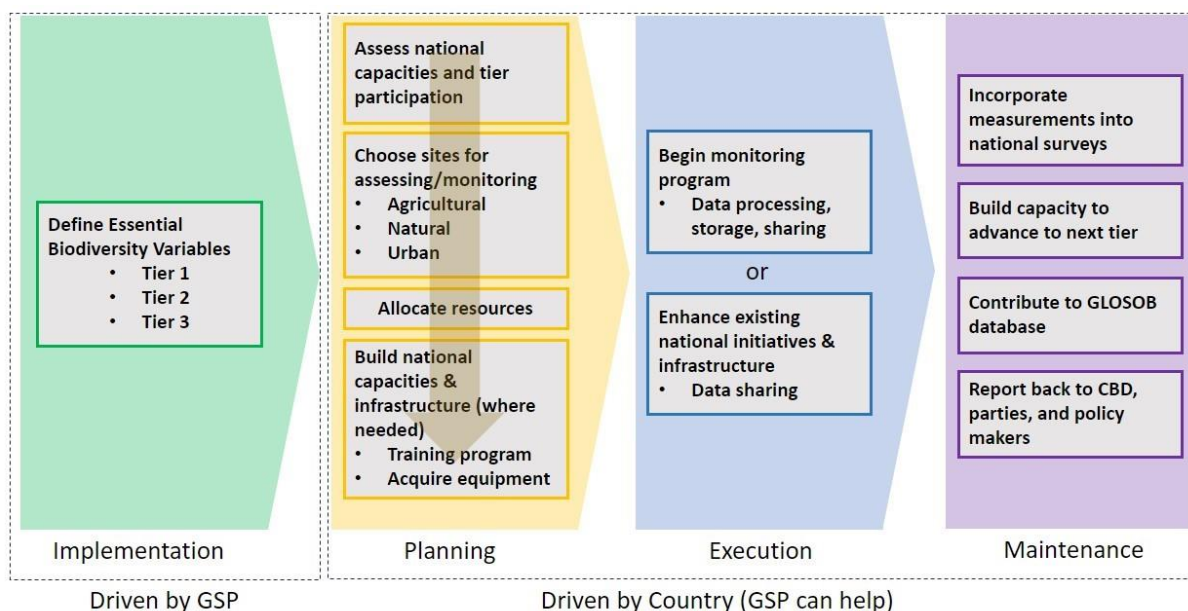 Define Essential
Biodiversity Variables
• Tier 1
• Tier 2
• Tier 3
Implementation
Driven by GSP
Assess national
capacities and tier
participation
Choose sites for
assessing/monitoring
• Agricultural
• Natural
• Urban
Allocate resources
Build national
capacities &
infrastructure (where
needed)
• Training program
• Acquire equipment
Planning
Begin monitoring
program
• Data processing,
storage, sharing
or
Enhance existing
national initiatives &
infrastructure
• Data sharing
Execution
Incorporate
measurements into
national surveys
Build capacity to
advance to next tier
Contribute to GLOSOB
database
Report back to CBD,
parties, and policy
makers
Maintenance
Driven by Country (GSP can help)